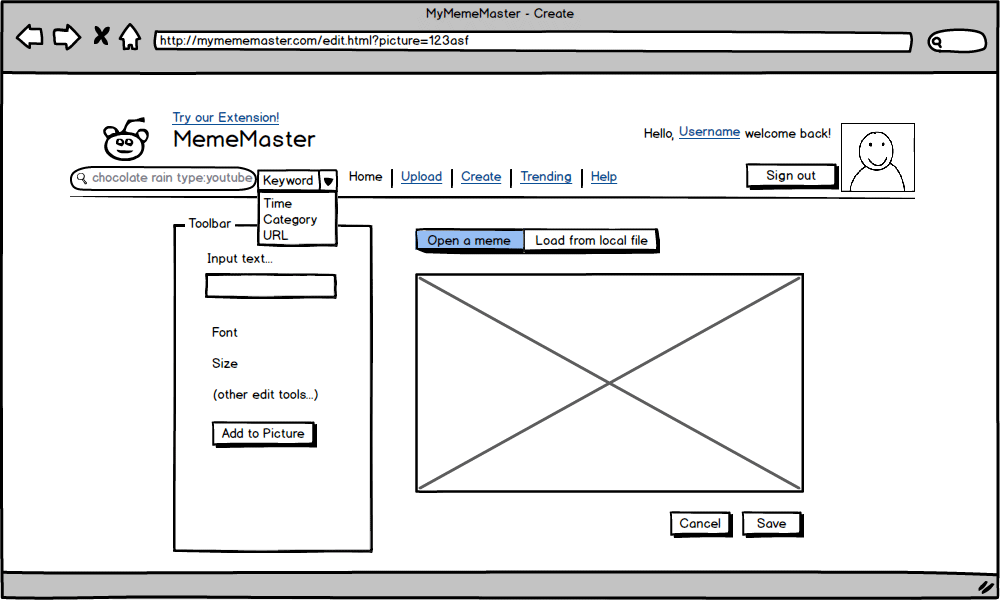 MyMemeMaster - Create
http://mymememaster.com/edit.html?picture=123asf
Try our Extension!
MemeMaster
Hello, Username welcome back!
chocolate rain type:youtube
Keyword
Home
Upload
Create
Trending
Help
Sign out
Time
Category
URL
Toolbar
Input text...
Font
Size
(other edit tools...)
Add to Picture
Open a meme
Load from local file
Cancel
Save